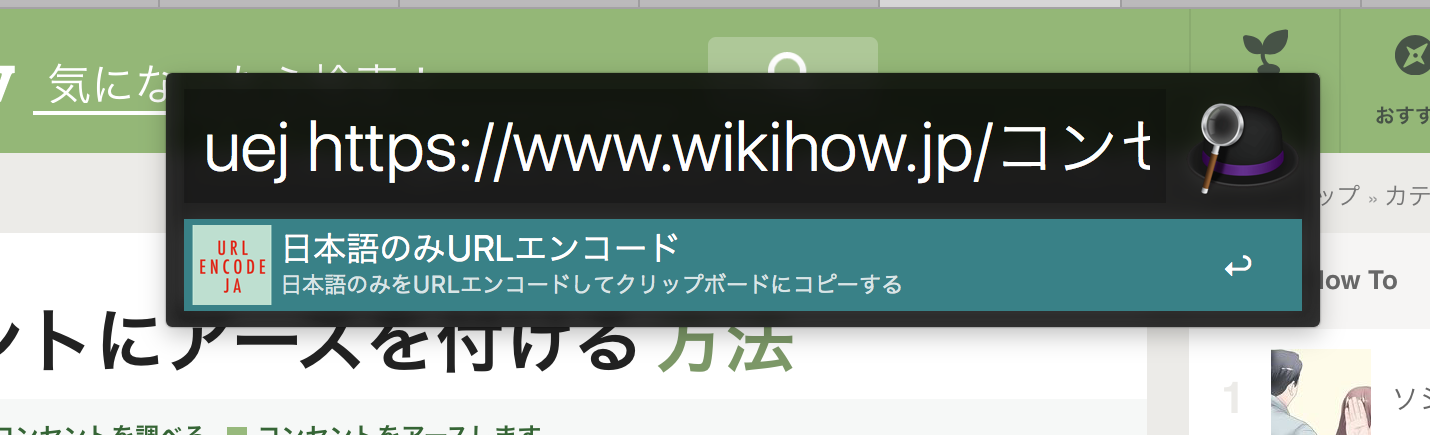 気にな
uej https://www.wikihow.jp/コンセ
おすす
ップ » カテ
URL
ENCODE
JA
日本語のみURLエンコード
日本語のみをURLエンコードしてクリップボードにコピーする
How To
ントにアースを付ける 方法
1
ソシ
コンセントを調べる
コンセントをアースします